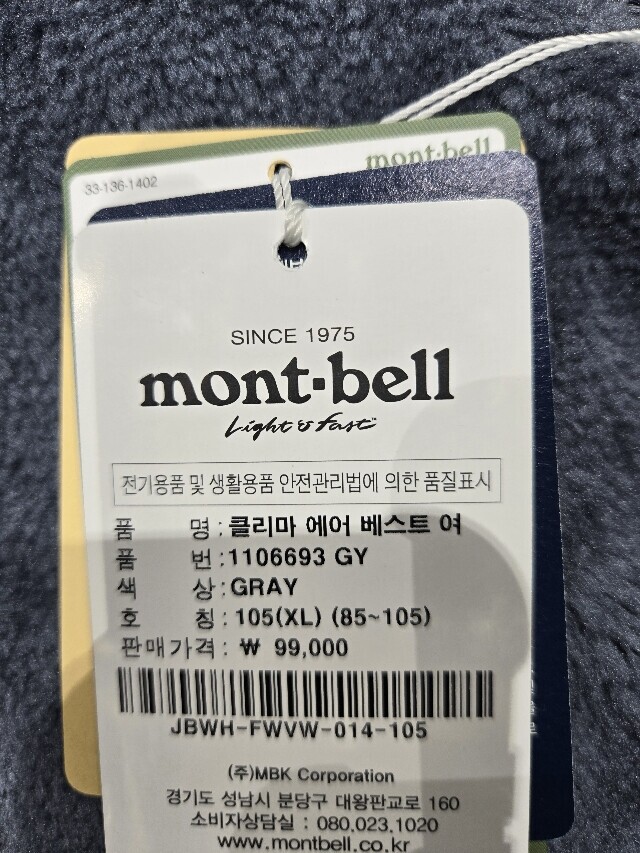 33-136-1402
mont·bell
SINCE 1975
mont·bell
Light & fast™
전기용품 및 생활용품 안전관리법에 의한 품질표시
품 명 : 클리마 에어 베스트 여
품 번 : 1106693 GY
색 상 : GRAY
호 칭 : 105(XL) (85~105)
판매가격 : ₩ 99,000
JBWH-FWVW-014-105
(주)MBK Corporation
경기도 성남시 분당구 대왕판교로 160
소비자상담실 : 080.023.1020
www.montbell.co.kr